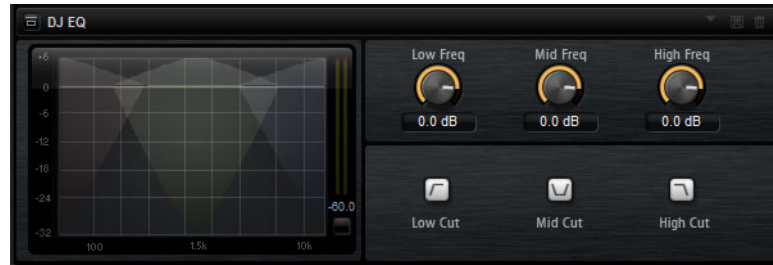 DJ EQ
+6
0
-6
-12
-18
-24
-32
100 1.5k 10k
-60.0
Low Freq Mid Freq High Freq
0.0 dB 0.0 dB 0.0 dB
Low Cut Mid Cut High Cut